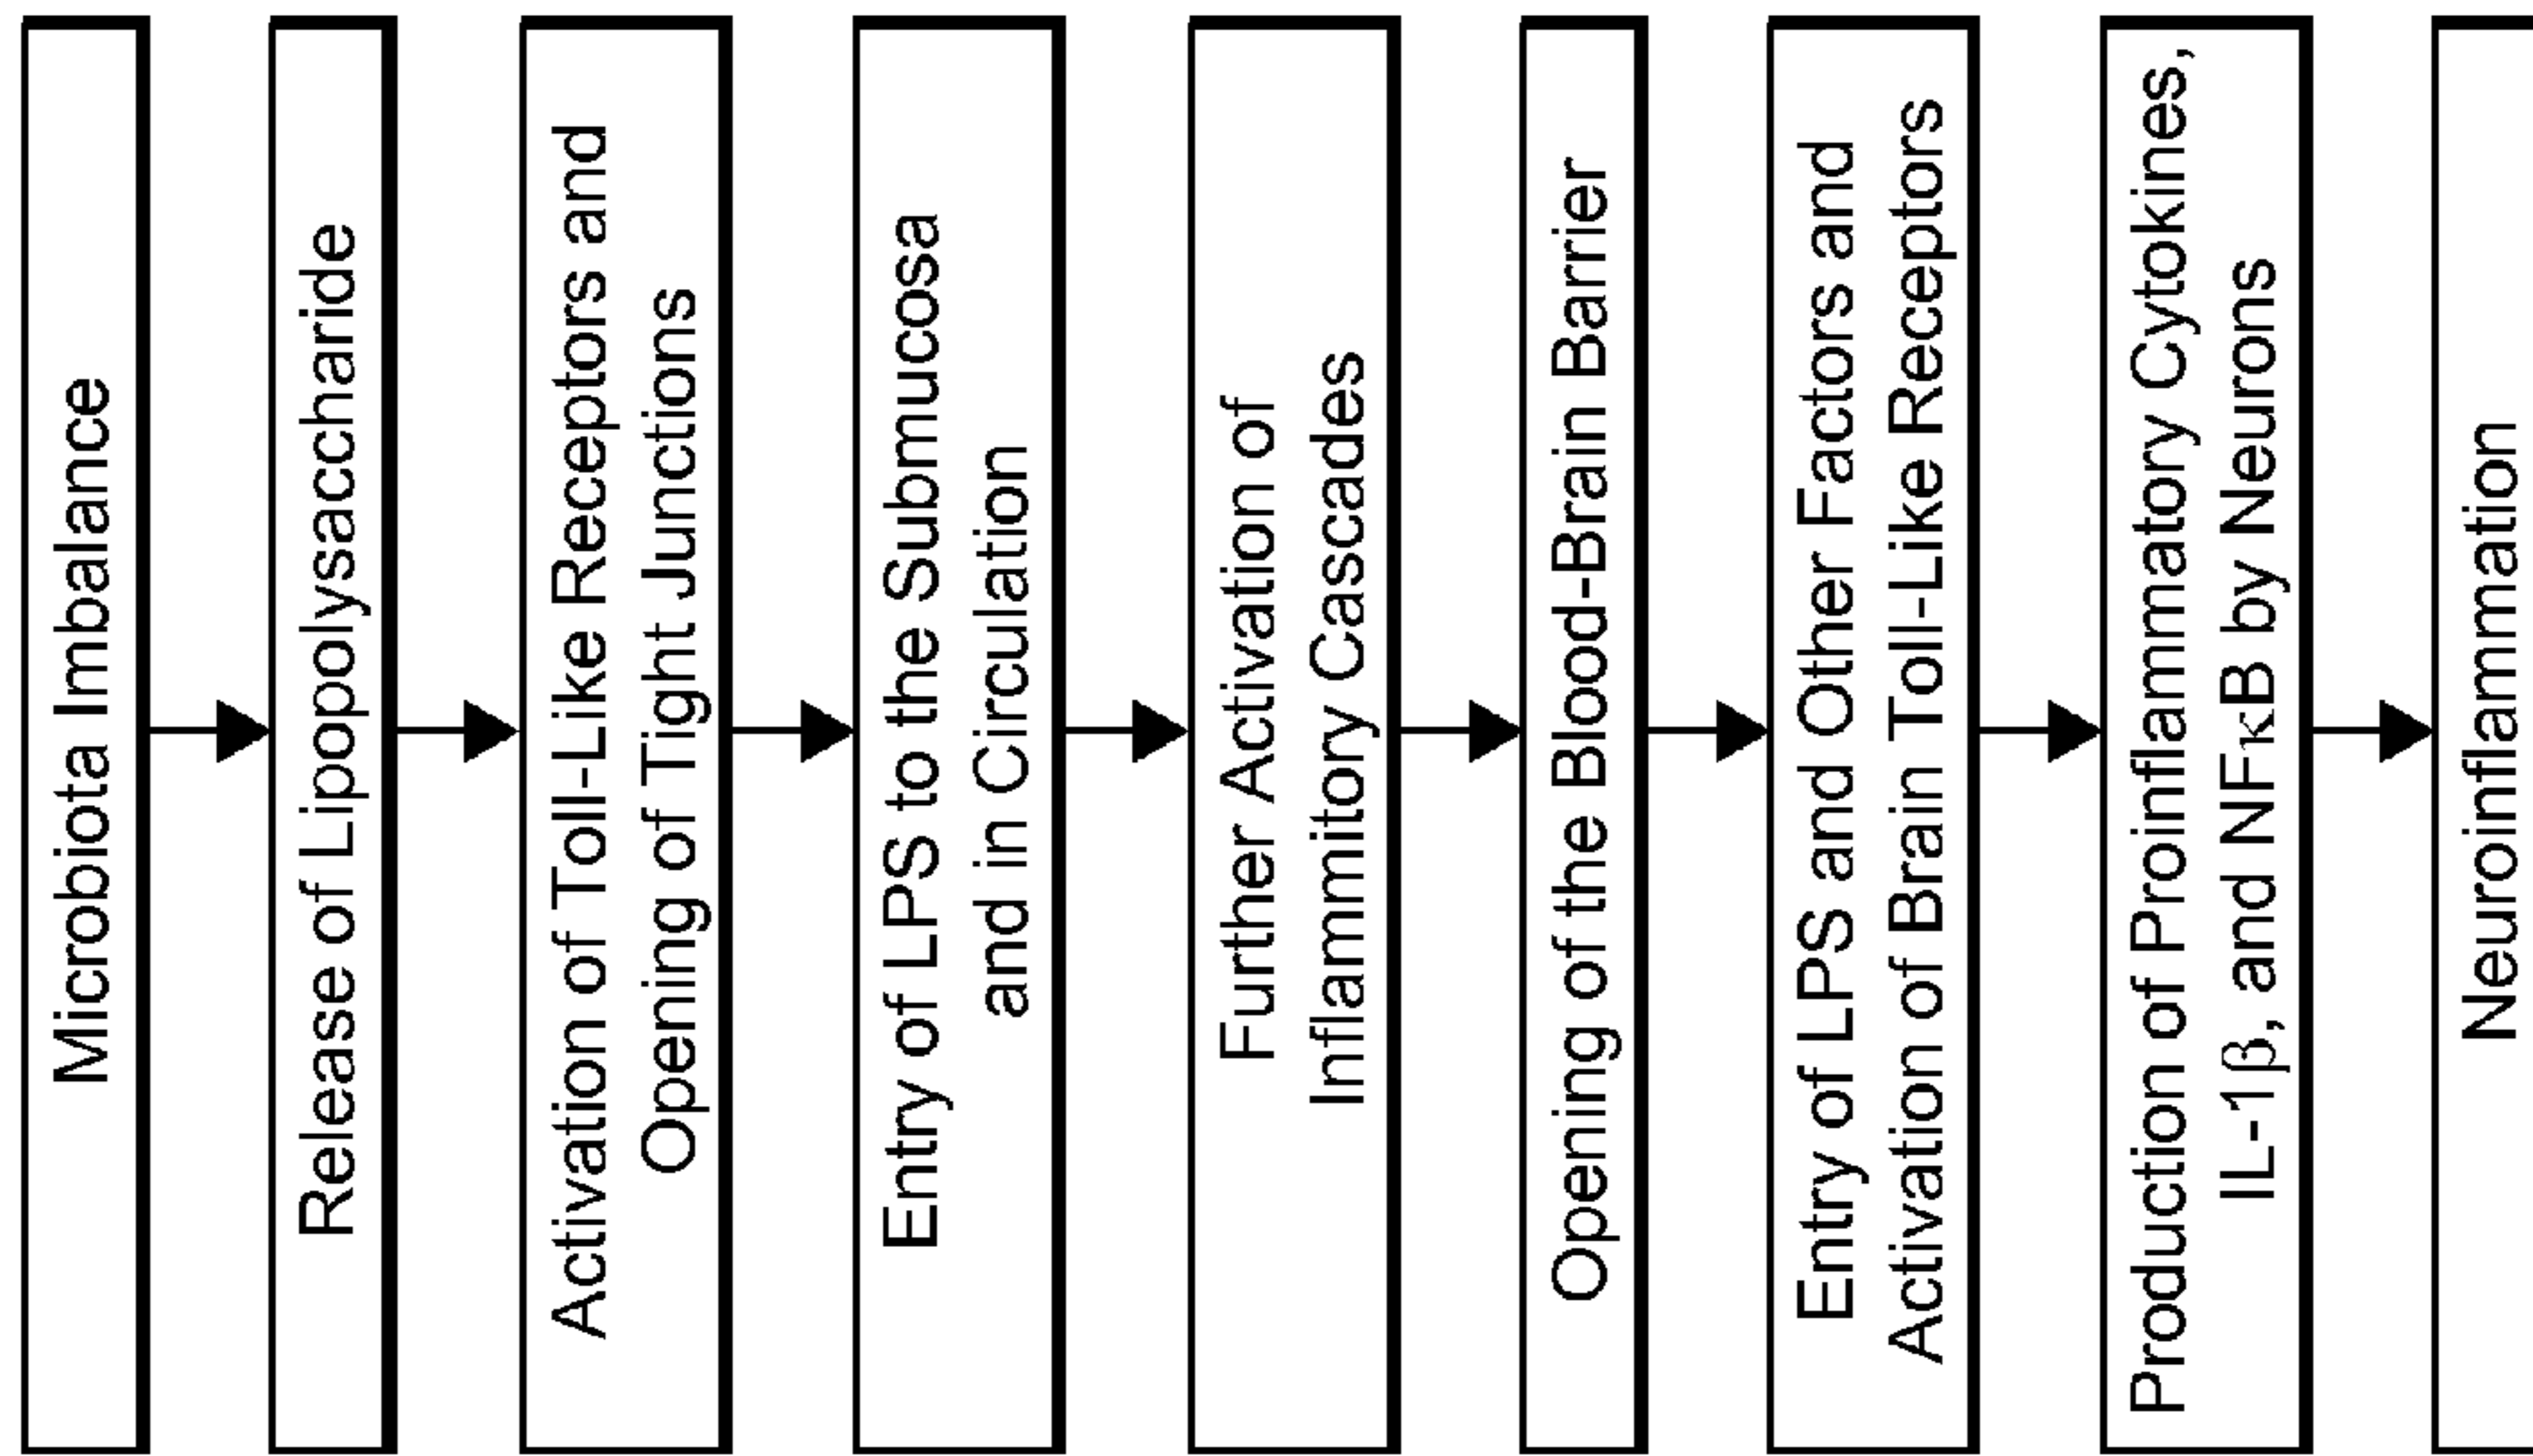 Microbiota Imbalance
Release of Lipopolysaccharide
Activation of Toll-Like Receptors and
Opening of Tight Junctions
Entry of LPS to the Submucosa
and in Circulation
Further Activation of
Inflammitory Cascades
Opening of the Blood-Brain Barrier
Entry of LPS and Other Factors and
Activation of Brain Toll-Like Receptors
Production of Proinflammatory Cytokines,
IL-1β, and NFκB by Neurons
Neuroinflammation